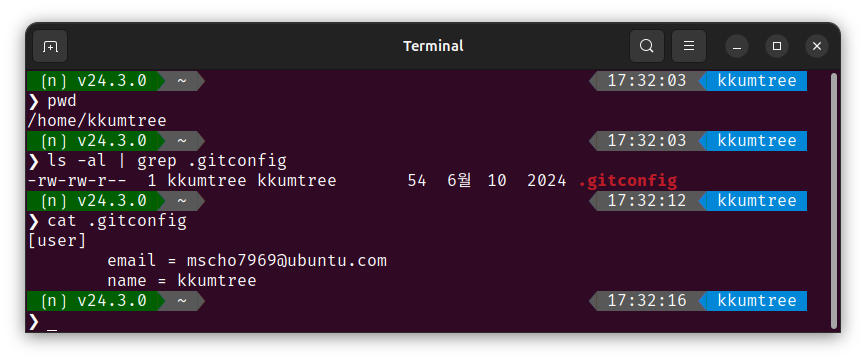 Terminal
(n) v24.3.0 ~ 17:32:03 kkumtree
❯ pwd
/home/kkumtree
(n) v24.3.0 ~ 17:32:03 kkumtree
❯ ls -al | grep .gitconfig
-rw-rw-r-- 1 kkumtree kkumtree 54 6월 10 2024 .gitconfig
(n) v24.3.0 ~ 17:32:12 kkumtree
❯ cat .gitconfig
[user]
email = mscho7969@ubuntu.com
name = kkumtree
(n) v24.3.0 ~ 17:32:16 kkumtree
❯ _